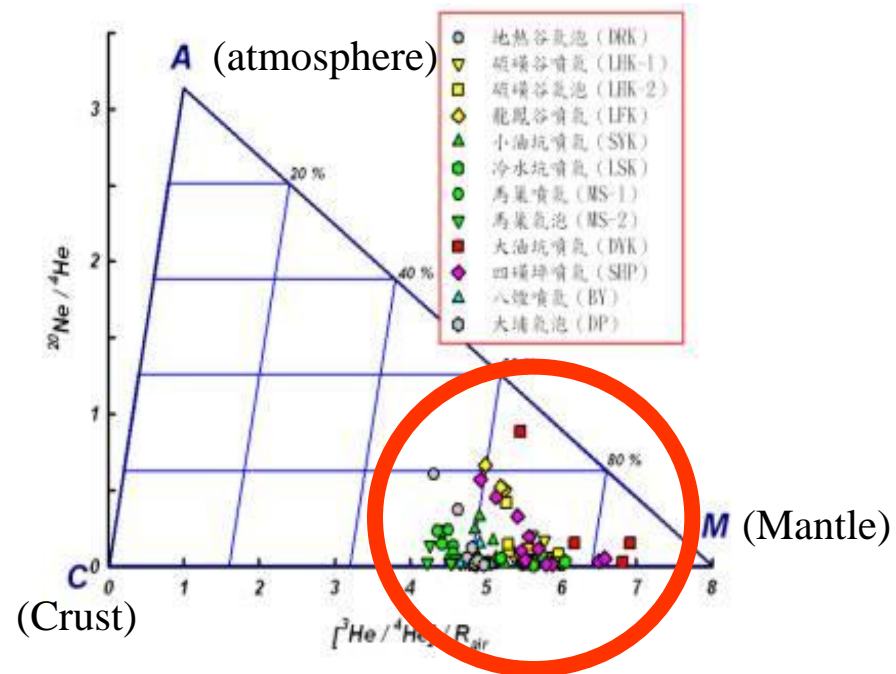 A (atmosphere)
地熱谷氣泡 (DRK)
硫磺谷噴氣 (LHK-1)
硫磺谷氣泡 (LHK-2)
龍鳳谷噴氣 (LFK)
小油坑噴氣 (SYK)
冷水坑噴氣 (LSK)
馬槽噴氣 (MS-1)
馬槽氣泡 (MS-2)
大油坑噴氣 (DYK)
四磺坪噴氣 (SHP)
八煙噴氣 (BY)
大埔氣泡 (DP)
3
2
1
0
20 %
40 %
80 %
²⁰Ne / ⁴He
M (Mantle)
C
0 1 2 3 4 5 6 7 8
(Crust)
[³He / ⁴He] / R air